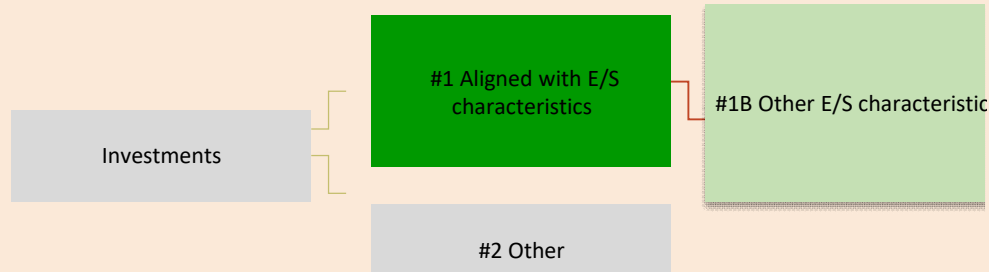 Investments
#1 Aligned with E/S
characteristics
#1B Other E/S characteristic
#2 Other